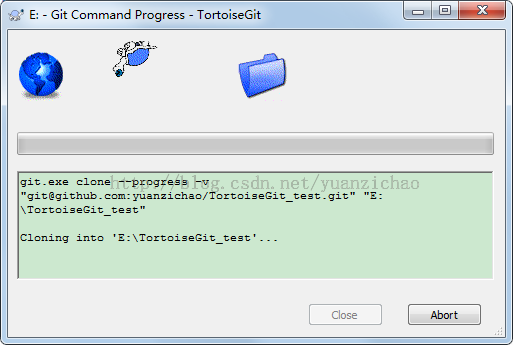 E: - Git Command Progress - TortoiseGit
git.exe clone --progress -v
http://blog.csdn.net/yuanzichao
"git@github.com:yuanzichao/TortoiseGit_test.git" "E:
\TortoiseGit_test"
Cloning into 'E:\TortoiseGit_test'...
Close
Abort